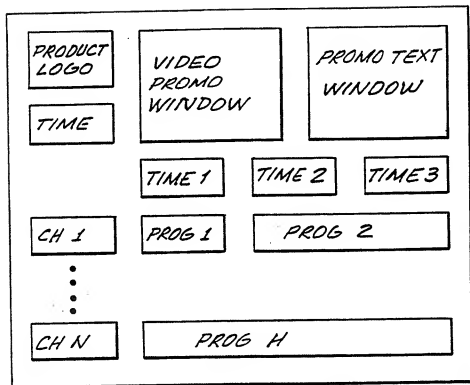 PRODUCT
LOGO
VIDEO
PROMO
WINDOW
PROMO TEXT
WINDOW
TIME
TIME 1
TIME 2
TIME 3
CH 1
PROG 1
PROG 2
CH N
PROG H